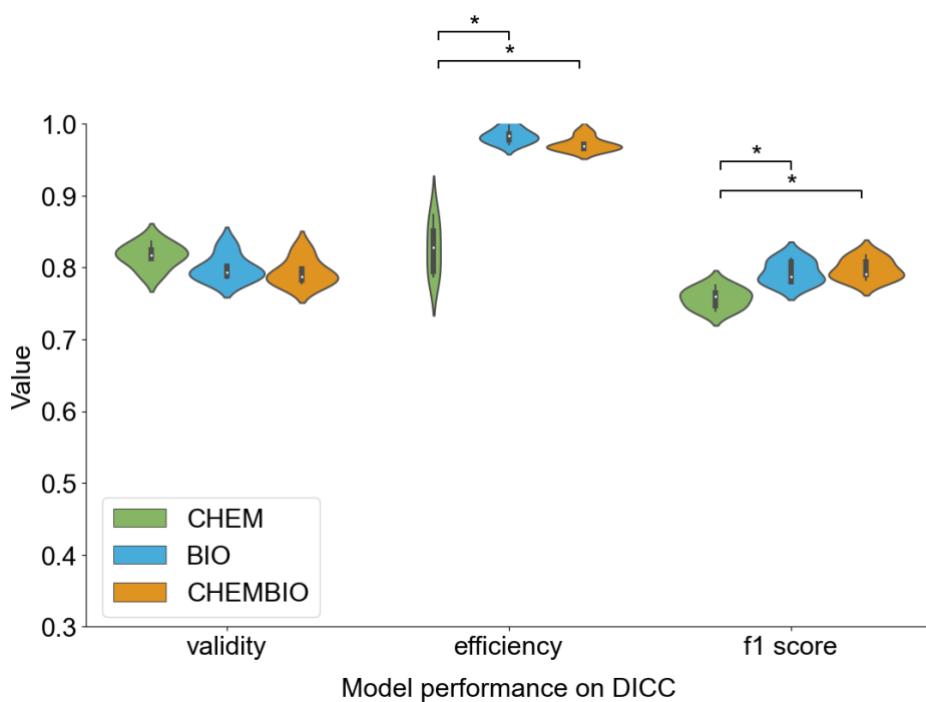 *
*
1.0
*
0.9
*
0.8
0.7
0.6
0.5
0.4
0.3
Value
CHEM
BIO
CHEMBIO
validity efficiency f1 score
Model performance on DICC